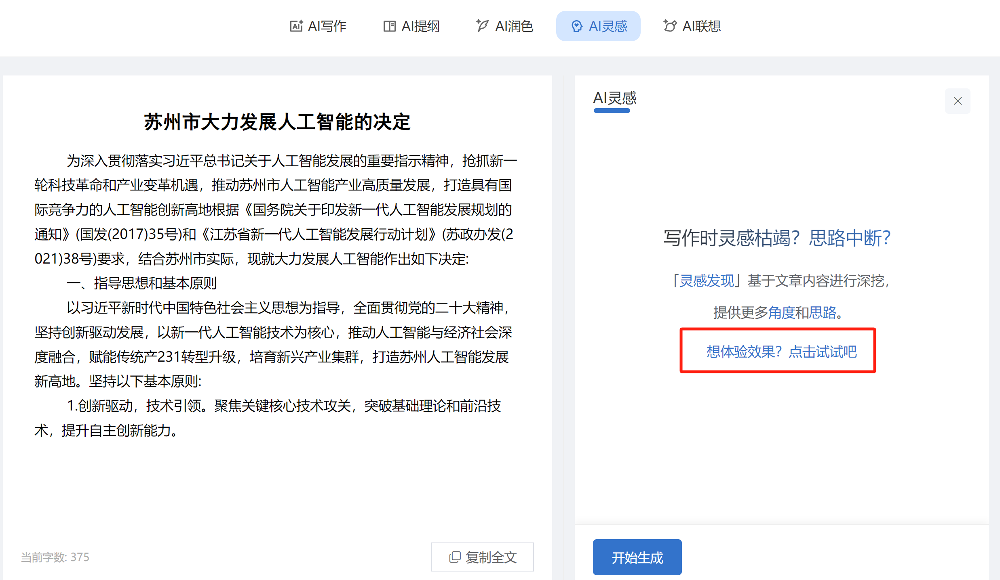 AI写作 AI提纲 AI润色 AI灵感 AI联想
苏州市大力发展人工智能的决定
为深入贯彻落实习近平总书记关于人工智能发展的重要指示精神，抢抓新一
轮科技革命和产业变革机遇，推动苏州市人工智能产业高质量发展，打造具有国
际竞争力的人工智能创新高地根据《国务院关于印发新一代人工智能发展规划的
通知》(国发(2017)35号)和《江苏省新一代人工智能发展行动计划》(苏政办发(2
021)38号)要求，结合苏州市实际，现就大力发展人工智能作出如下决定:
一、指导思想和基本原则
以习近平新时代中国特色社会主义思想为指导，全面贯彻党的二十大精神，
坚持创新驱动发展，以新一代人工智能技术为核心，推动人工智能与经济社会深
度融合，赋能传统产231转型升级，培育新兴产业集群，打造苏州人工智能发展
新高地。坚持以下基本原则:
1.创新驱动，技术引领。聚焦关键核心技术攻关，突破基础理论和前沿技
术，提升自主创新能力。
当前字数: 375
复制全文
AI灵感
写作时灵感枯竭？思路中断？
「灵感发现」基于文章内容进行深挖，
提供更多角度和思路。
想体验效果？点击试试吧
开始生成